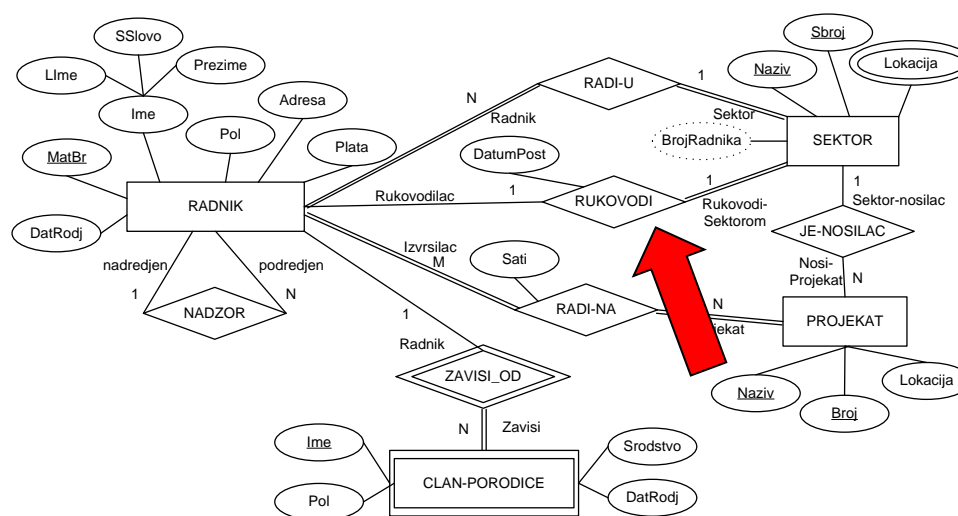 SSlovo
Sbroj
LIme
Prezime
Naziv
Lokacija
Ime
Adresa
N
RADI-U
1
Radnik
Sektor
Pol
MatBr
Plata
DatumPost
BrojRadnika
SEKTOR
RADNIK
Rukovodilac
1
RUKOVODI
1
Rukovodi-
Sektorom
1
Sektor-nosilac
DatRodj
JE-NOSILAC
nadredjen
podredjen
Izvrsilac
M
Sati
Nosi-
Projekat
N
1
N
NADZOR
RADI-NA
N
PROJEKAT
1
Radnik
ZAVISI_OD
Naziv
Lokacija
Broj
N
Zavisi
Ime
Srodstvo
CLAN-PORODICE
Pol
DatRodj